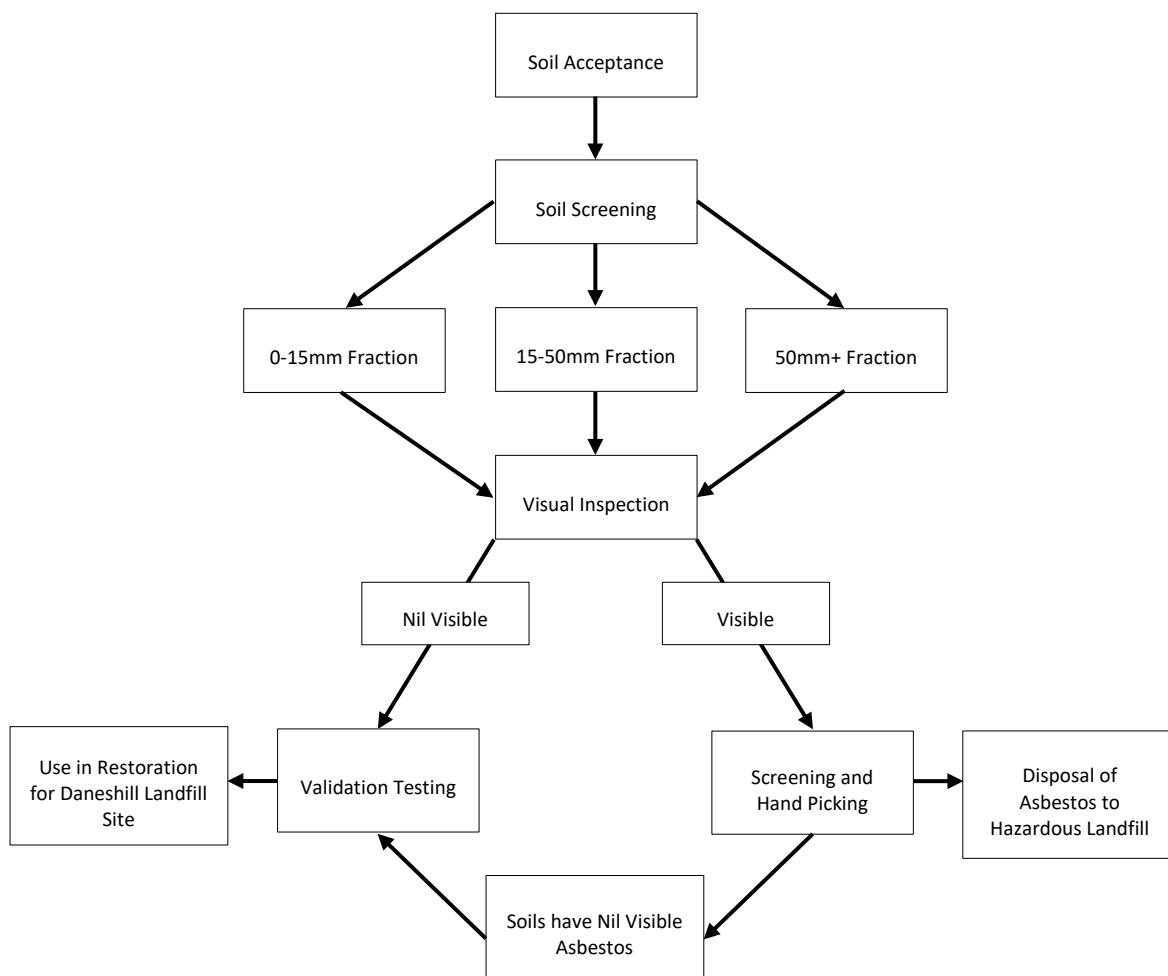 Soil Acceptance
Soil Screening
0-15mm Fraction
15-50mm Fraction
50mm+ Fraction
Visual Inspection
Nil Visible
Visible
Use in Restoration
for Daneshill Landfill
Site
Validation Testing
Screening and
Hand Picking
Disposal of
Asbestos to
Hazardous Landfill
Soils have Nil Visible
Asbestos